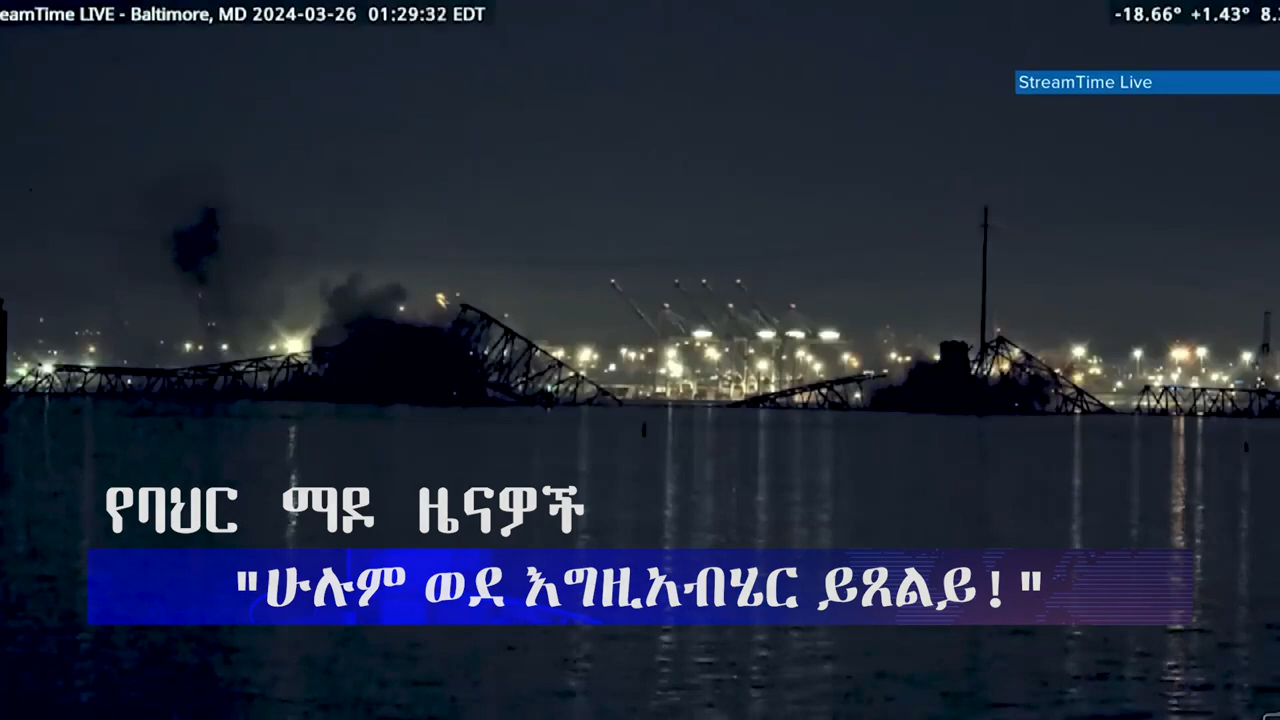 eamTime LIVE - Baltimore, MD 2024-03-26 01:29:32 EDT
-18.66° +1.43° 8.
StreamTime Live
የባህር ማዶ ዜናዎች
"ሁሉም ወደ እግዚአብሄር ይጸልይ!"